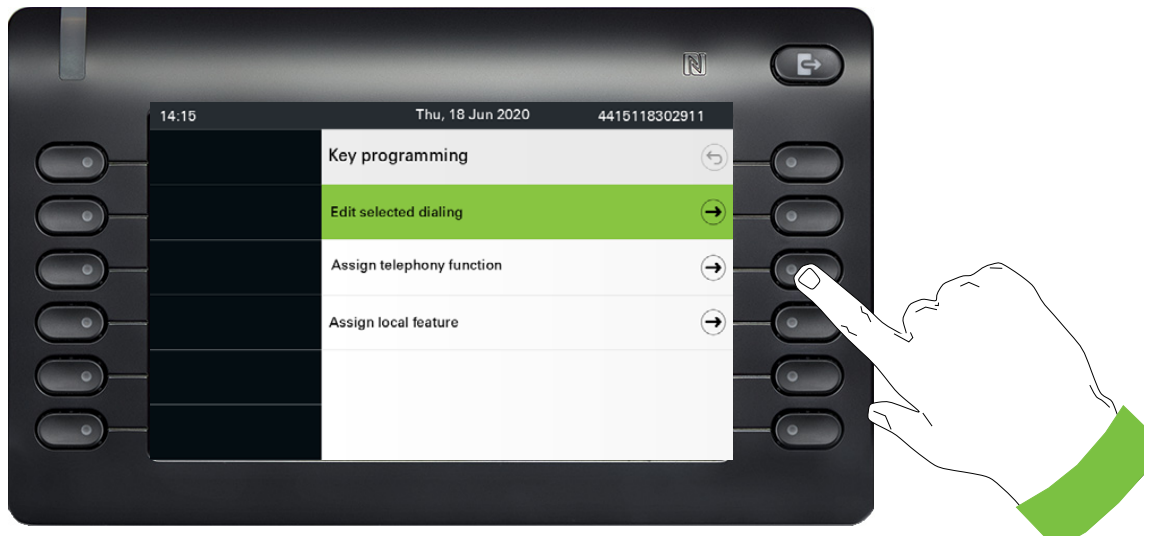 14:15 Thu, 18 Jun 2020 4415118302911
Key programming
Edit selected dialing
Assign telephony function
Assign local feature